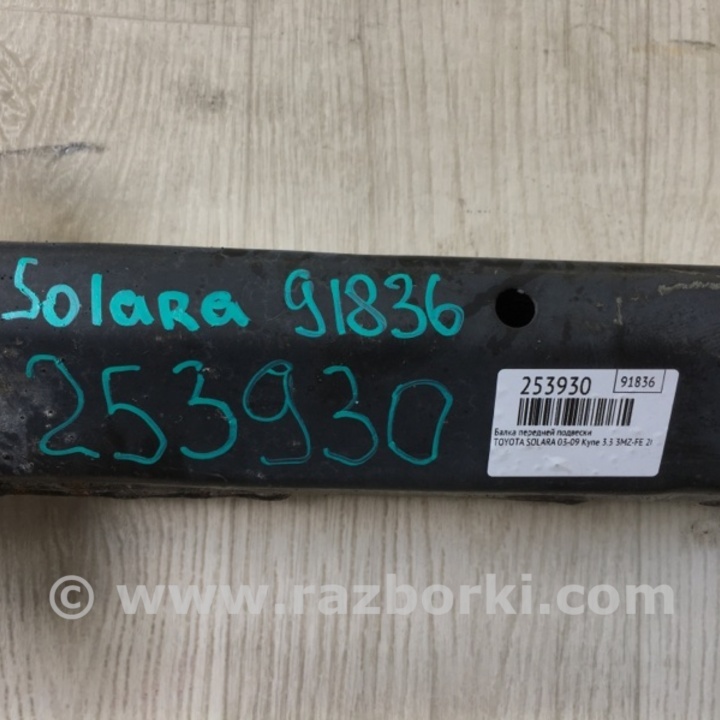 Solara 91836
253930
253930 91836
Балка передней подвески
TOYOTA SOLARA 03-09 Купе 3.3 3MZ-FE 2(
© www.razborki.com